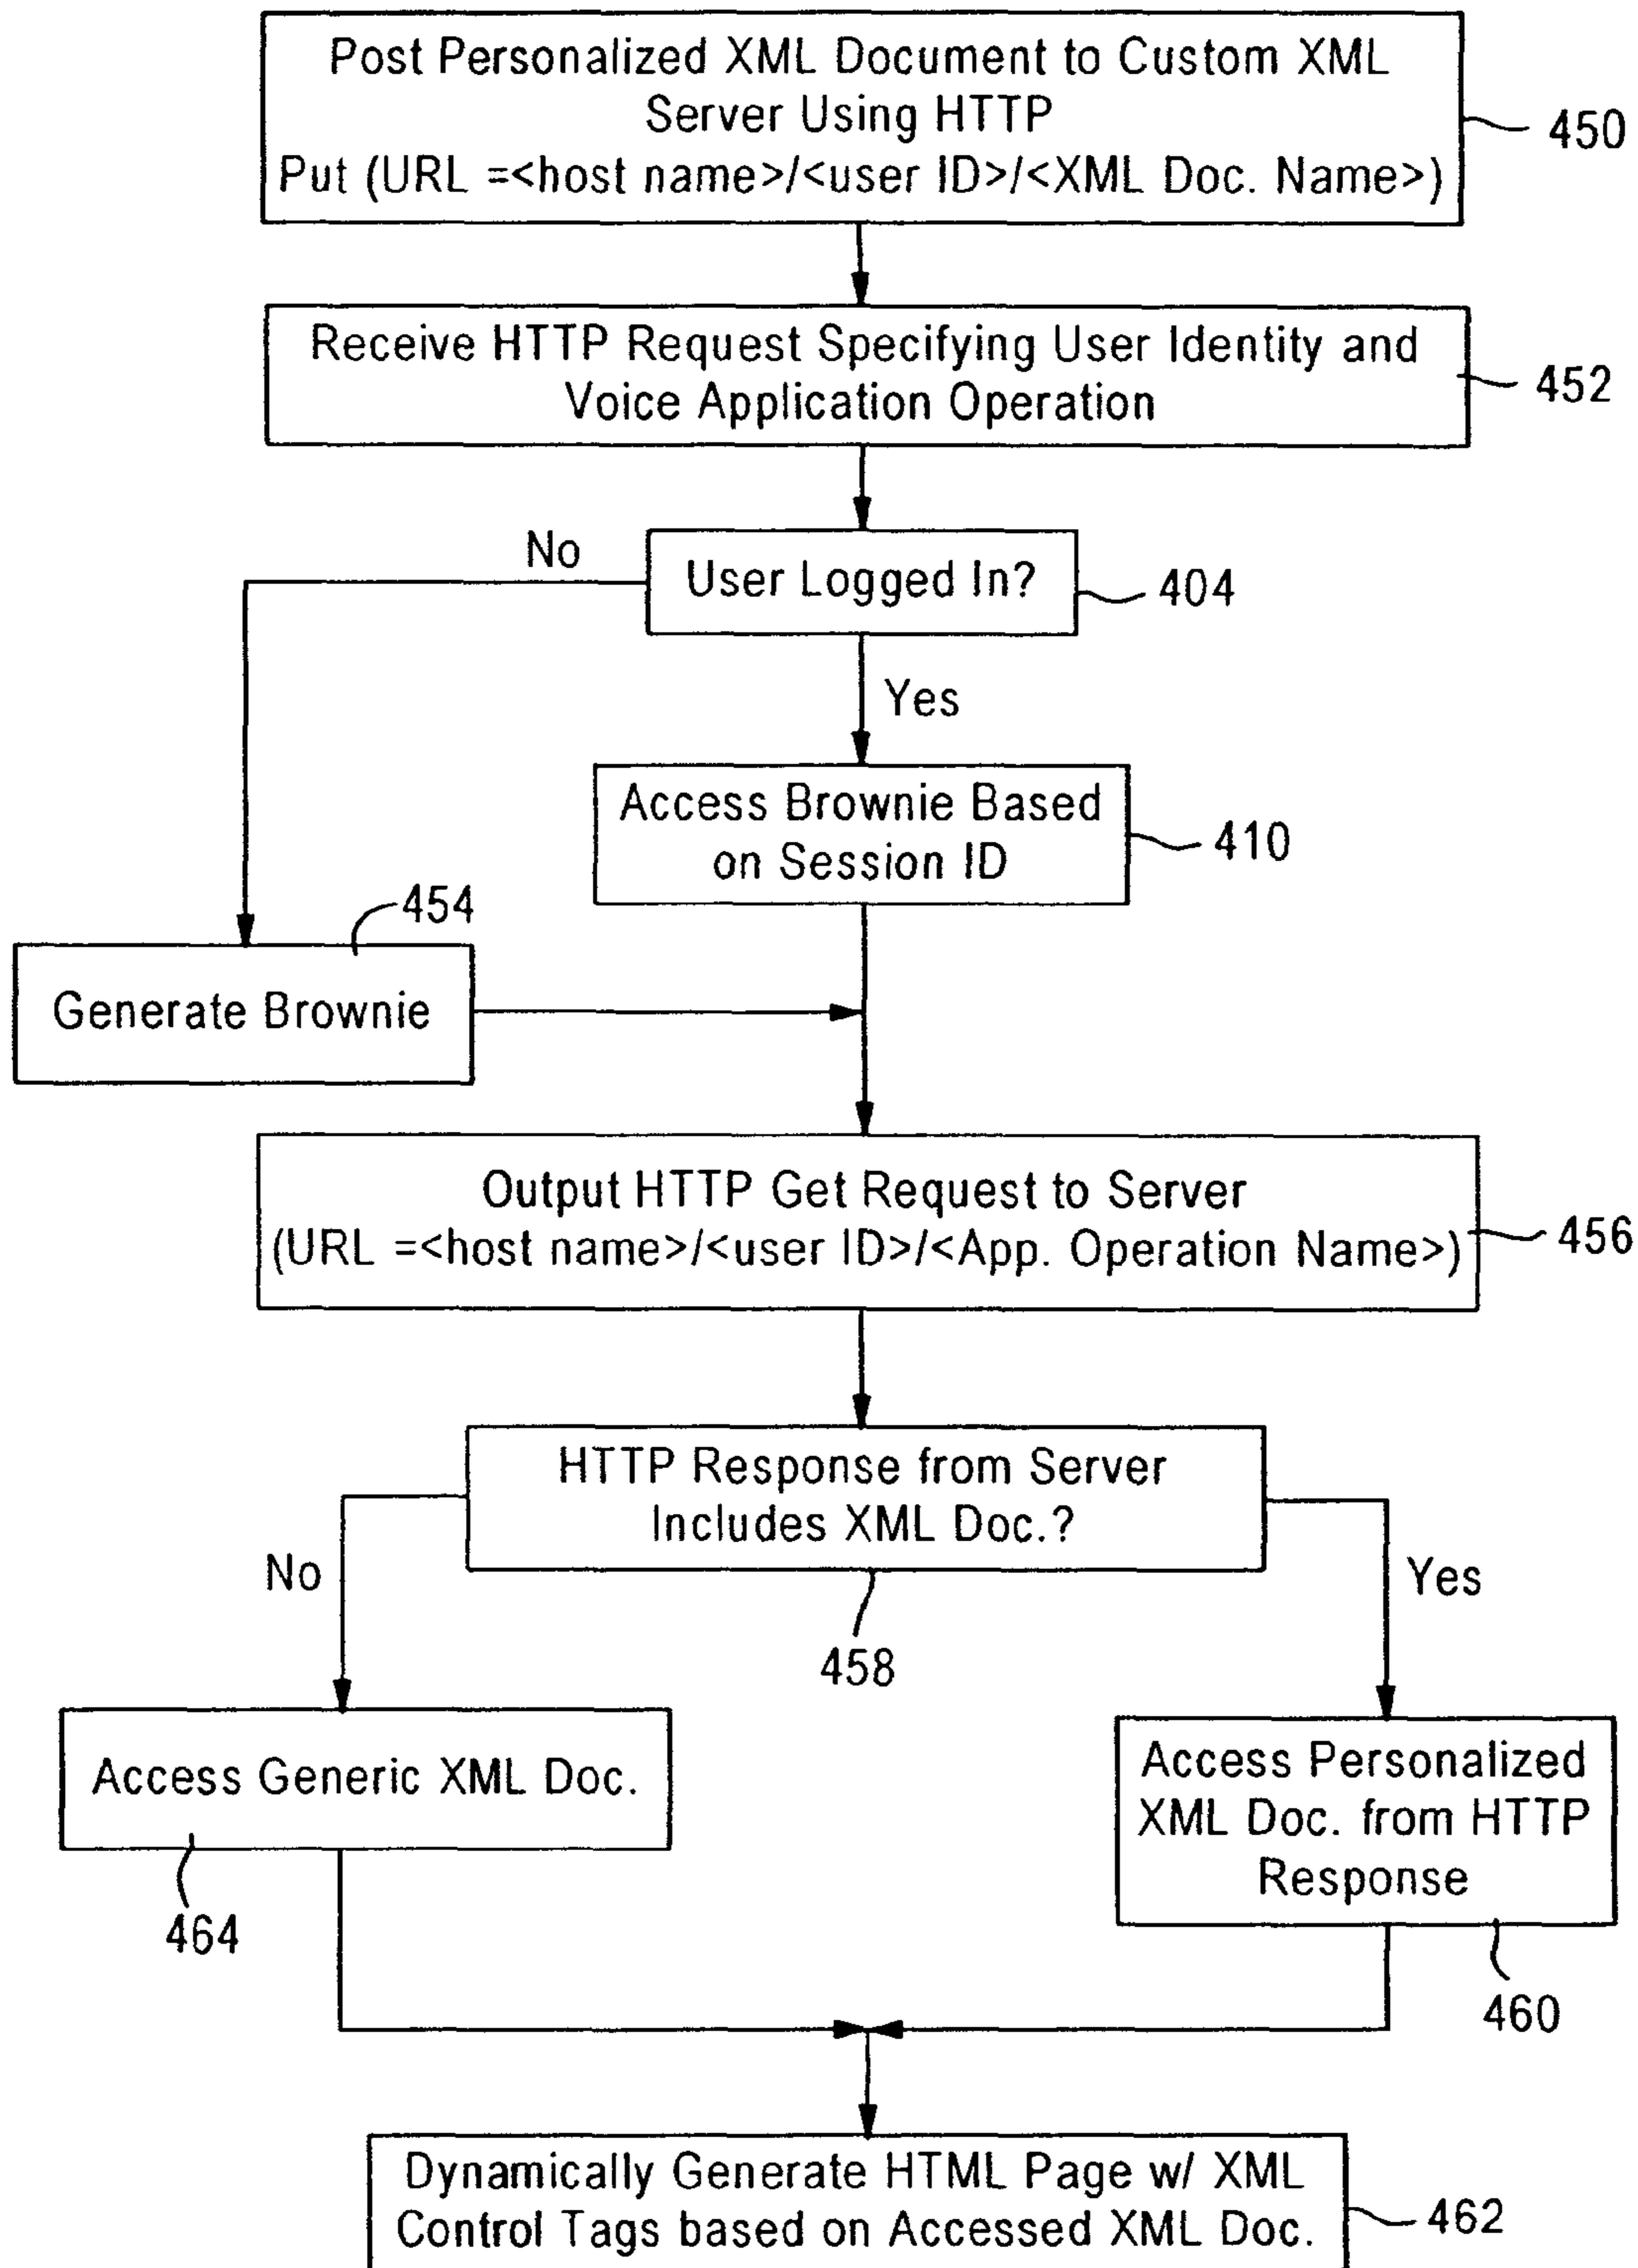 Post Personalized XML Document to Custom XML
Server Using HTTP
Put (URL =<host name>/<user ID>/<XML Doc. Name>)
450
Receive HTTP Request Specifying User Identity and
Voice Application Operation
452
No
User Logged In?
404
Yes
Access Brownie Based
on Session ID
410
454
Generate Brownie
Output HTTP Get Request to Server
(URL =<host name>/<user ID>/<App. Operation Name>)
456
HTTP Response from Server
Includes XML Doc.?
No
Yes
458
Access Generic XML Doc.
464
Access Personalized
XML Doc. from HTTP
Response
460
Dynamically Generate HTML Page w/ XML
Control Tags based on Accessed XML Doc.
462